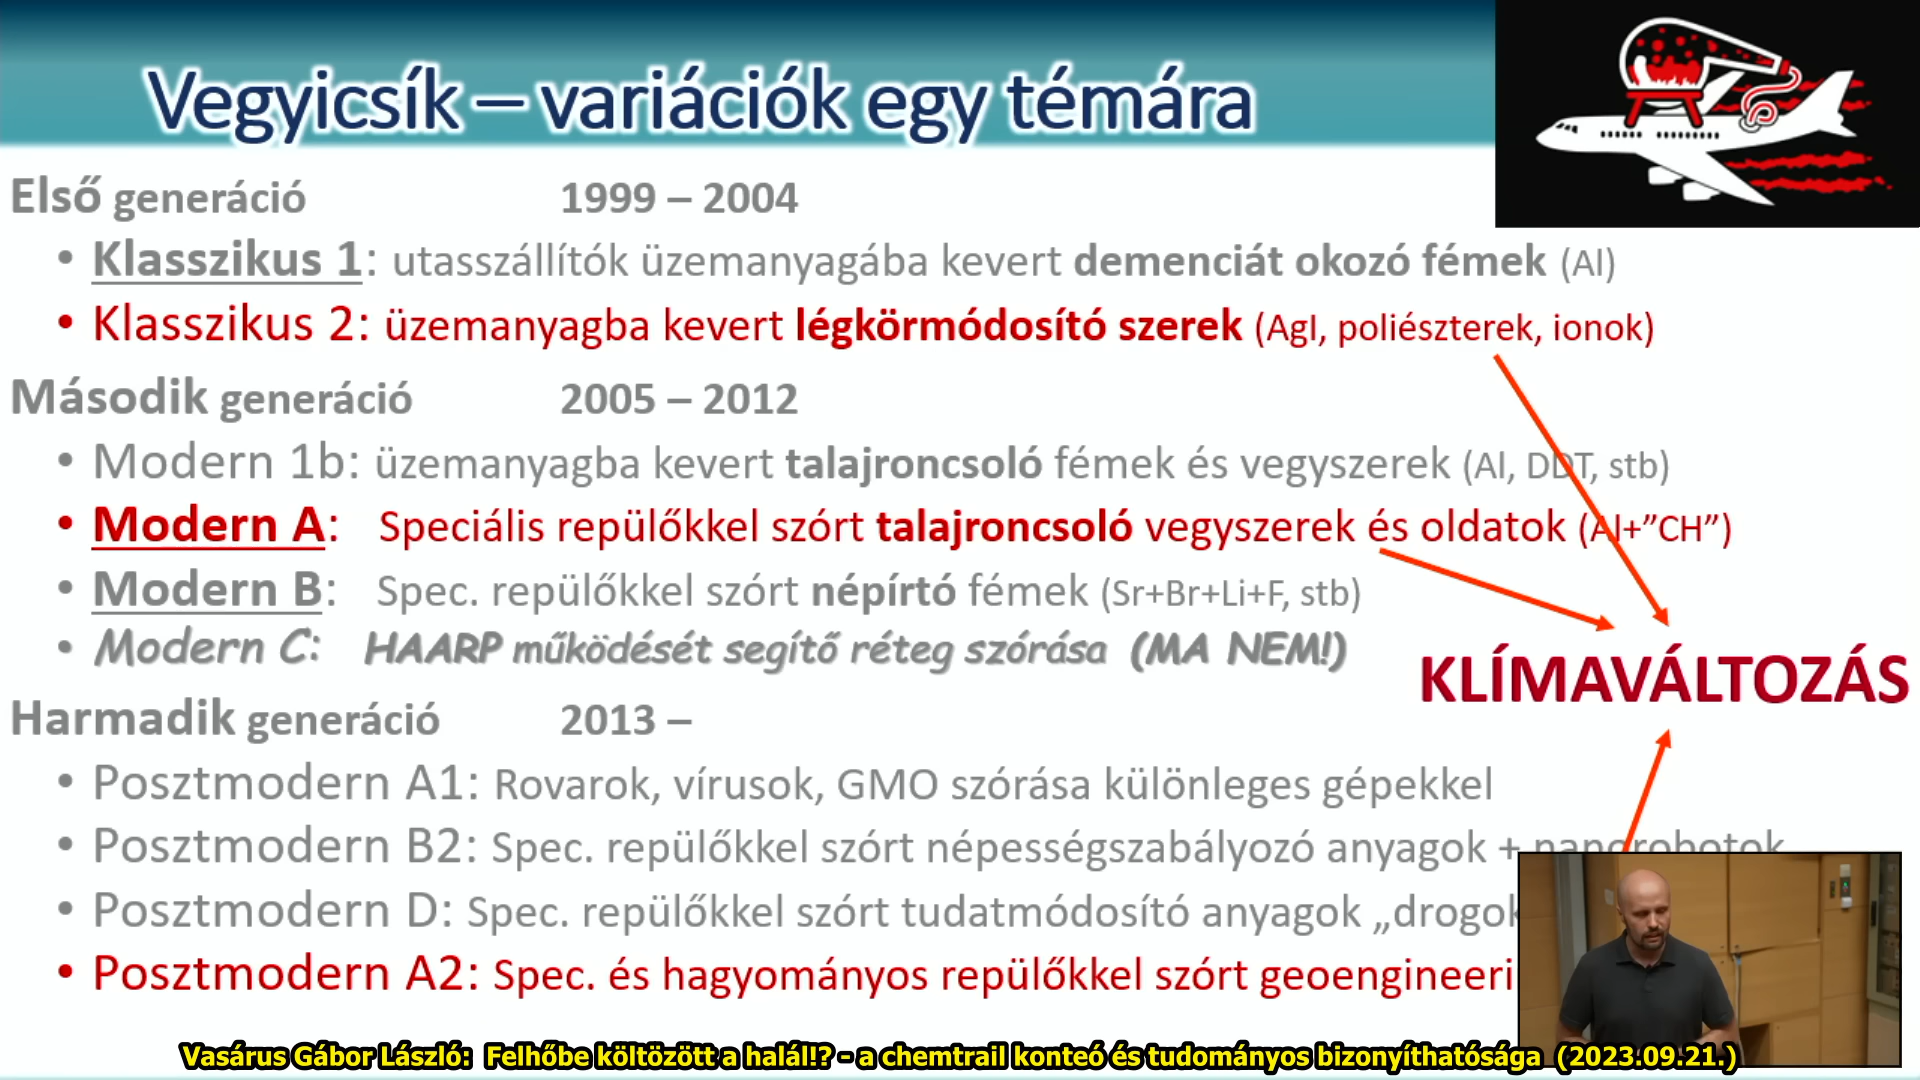 Vegyicsík – variációk egy témára
Első generáció 1999 – 2004
• Klasszikus 1: utasszállítók üzemanyagába kevert demenciát okozó fémek (Al)
• Klasszikus 2: üzemanyagba kevert légkörmódosító szerek (AgI, poliészterek, ionok)
Második generáció 2005 – 2012
• Modern 1b: üzemanyagba kevert talajroncsoló fémek és vegyszerek (Al, DDT, stb)
• Modern A: Speciális repülőkkel szórt talajroncsoló vegyszerek és oldatok (Al+”CH”)
• Modern B: Spec. repülőkkel szórt népírtó fémek (Sr+Br+Li+F, stb)
• Modern C: HAARP működését segítő réteg szórása (MA NEM!)
KLÍMAVÁLTOZÁS
Harmadik generáció 2013 –
• Posztmodern A1: Rovarok, vírusok, GMO szórása különleges gépekkel
• Posztmodern B2: Spec. repülőkkel szórt népességszabályozó anyagok + nanorobotok
• Posztmodern D: Spec. repülőkkel szórt tudatmódosító anyagok „drogok
• Posztmodern A2: Spec. és hagyományos repülőkkel szórt geoengineeri
Vasárus Gábor László: Felhőbe költözött a halál!? - a chemtrail konteó és tudományos bizonyíthatósága (2023.09.21.)